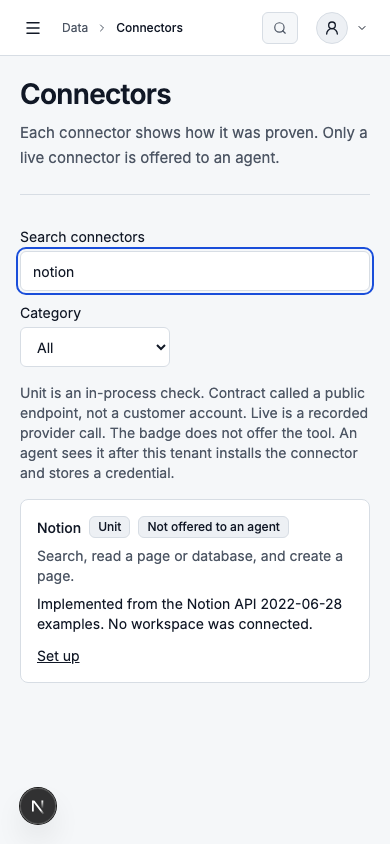 Data > Connectors
Connectors
Each connector shows how it was proven. Only a
live connector is offered to an agent.
Search connectors
notion
Category
All
Unit is an in-process check. Contract called a public
endpoint, not a customer account. Live is a recorded
provider call. The badge does not offer the tool. An
agent sees it after this tenant installs the connector
and stores a credential.
Notion Unit Not offered to an agent
Search, read a page or database, and create a
page.
Implemented from the Notion API 2022-06-28
examples. No workspace was connected.
Set up
N